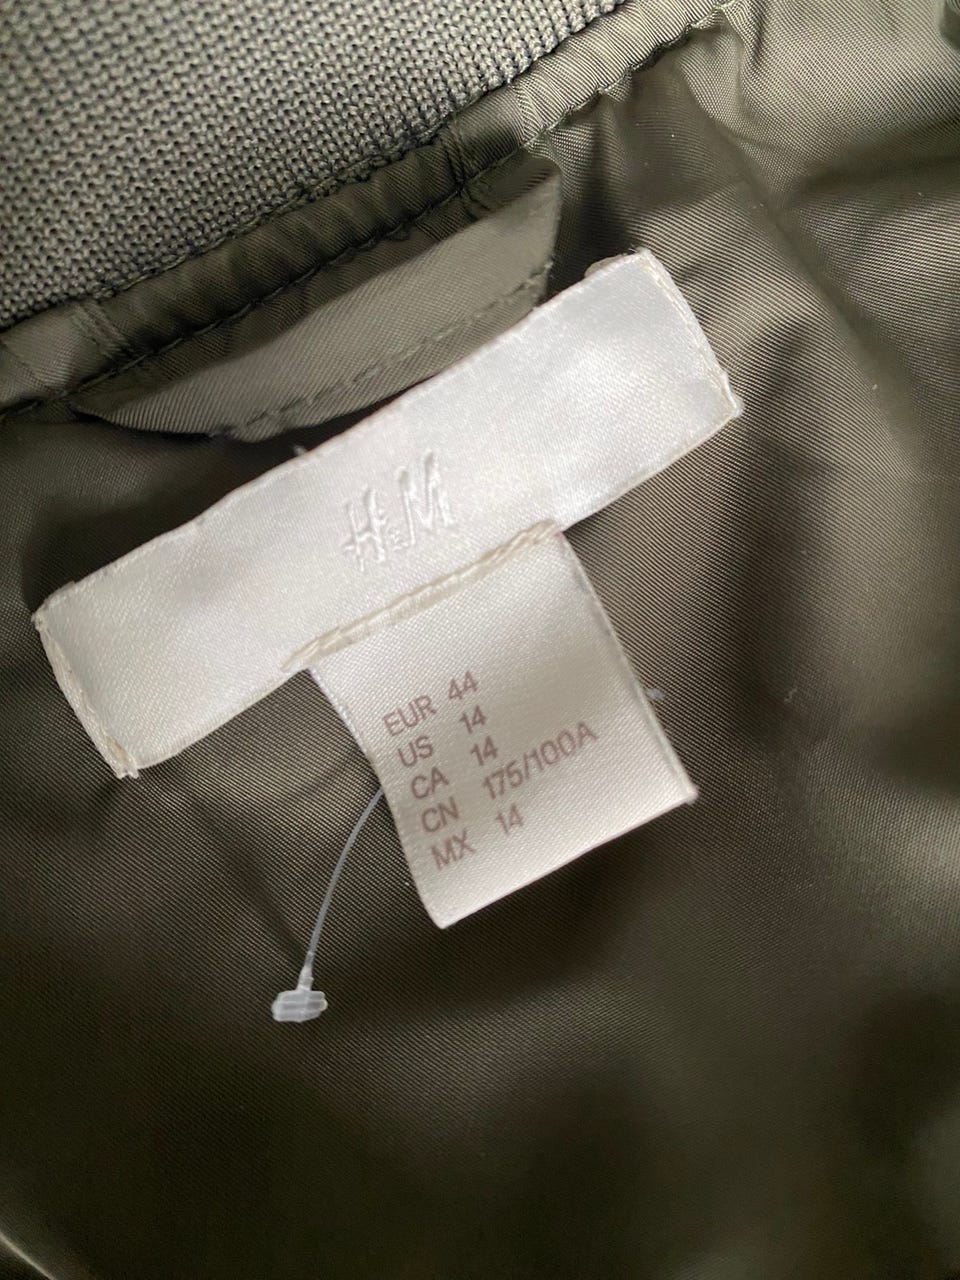 H&M
EUR 44
US 14
CA 14
CN 175/100A
MX 14